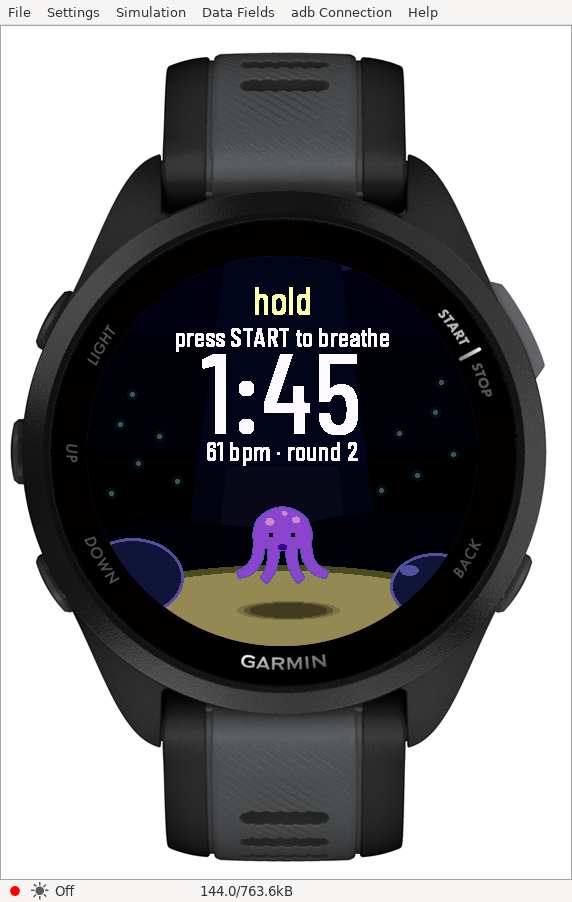 File Settings Simulation Data Fields adb Connection Help
hold
START
STOP
press START to breathe
LIGHT
1:45
UP
61 bpm · round 2
DOWN
BACK
GARMIN
Off 144.0/763.6kB